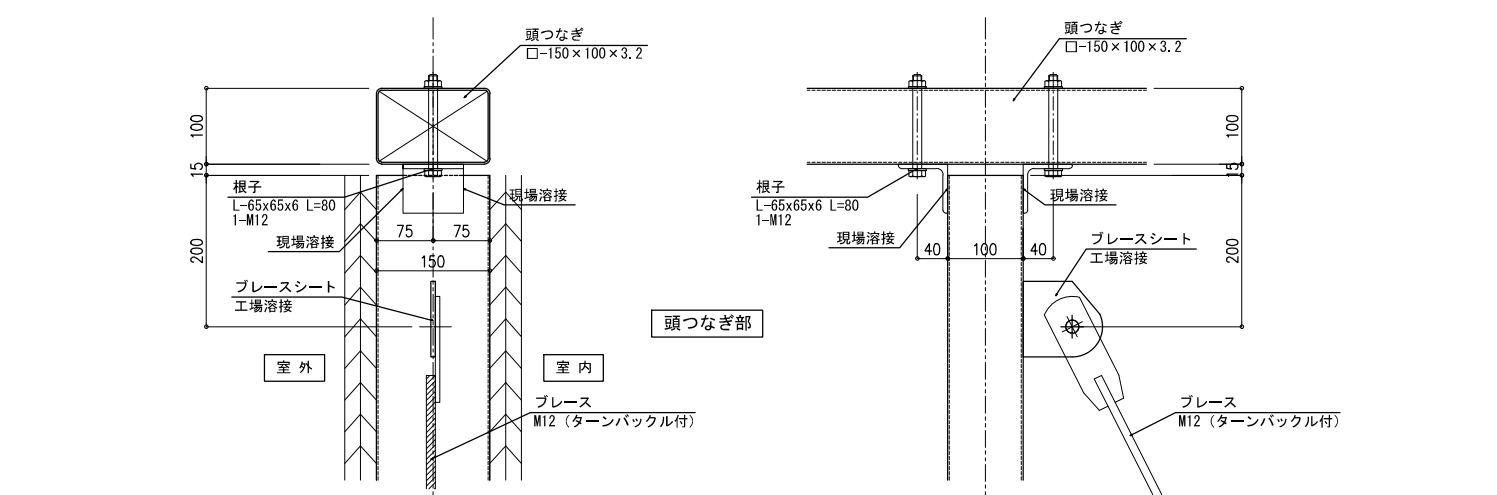 頭つなぎ
□-150×100×3.2
100
15
200
根子
L-65x65x6 L=80
1-M12
現場溶接
現場溶接
75
75
150
ブレースシート
工場溶接
室外
室内
ブレース
M12（ターンバックル付）
頭つなぎ部
頭つなぎ
□-150×100×3.2
100
15
200
根子
L-65x65x6 L=80
1-M12
現場溶接
現場溶接
40
100
40
ブレースシート
工場溶接
ブレース
M12（ターンバックル付）